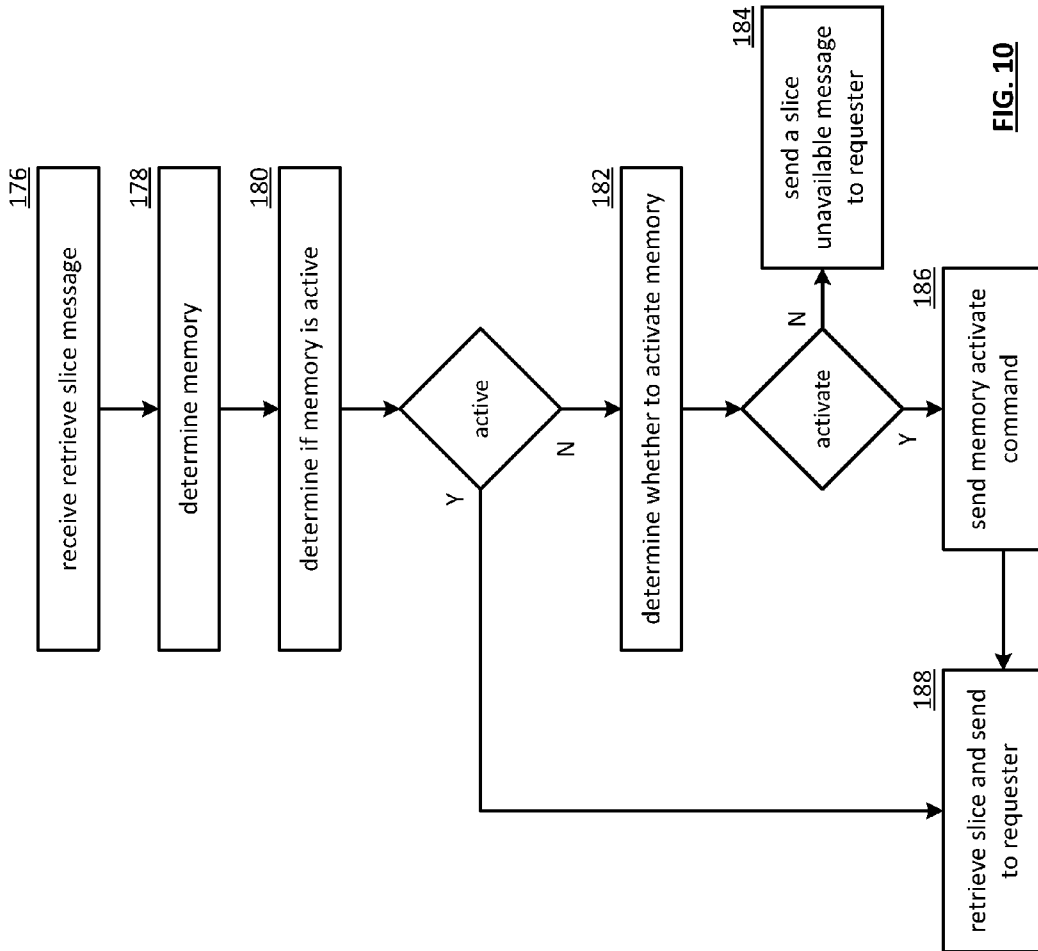 176
receive retrieve slice message
178
determine memory
180
determine if memory is active
active
Y
N
182
determine whether to activate memory
activate
N
Y
184
send a slice
unavailable message
to requester
186
send memory activate
command
188
retrieve slice and send
to requester
FIG. 10